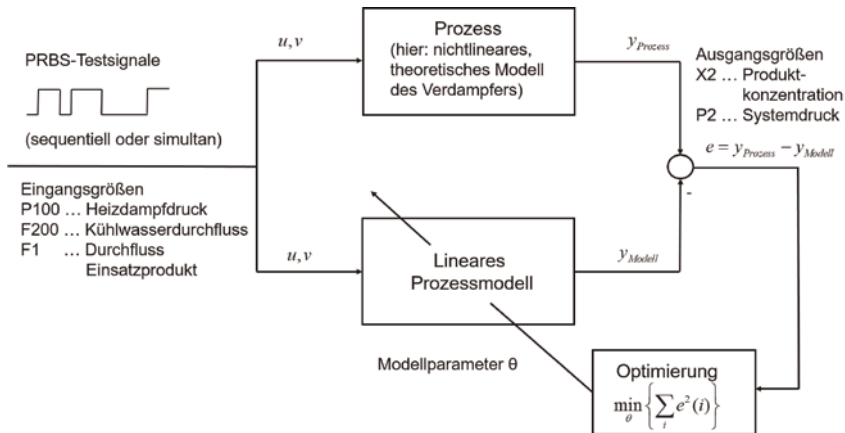 PRBS-Testsignale
(sequentiell oder simultan)
Eingangsgrößen
P100 … Heizdampfdruck
F200 … Kühlwasserdurchfluss
F1 … Durchfluss
Einsatzprodukt
u,v
Prozess
(hier: nichtlineares,
theoretisches Modell
des Verdampfers)
y_Prozess
Ausgangsgrößen
X2 … Produkt-
konzentration
P2 … Systemdruck
e = y_Prozess − y_Modell
-
u,v
Lineares
Prozessmodell
y_Modell
Modellparameter θ
Optimierung
min_θ {∑_i e²(i)}